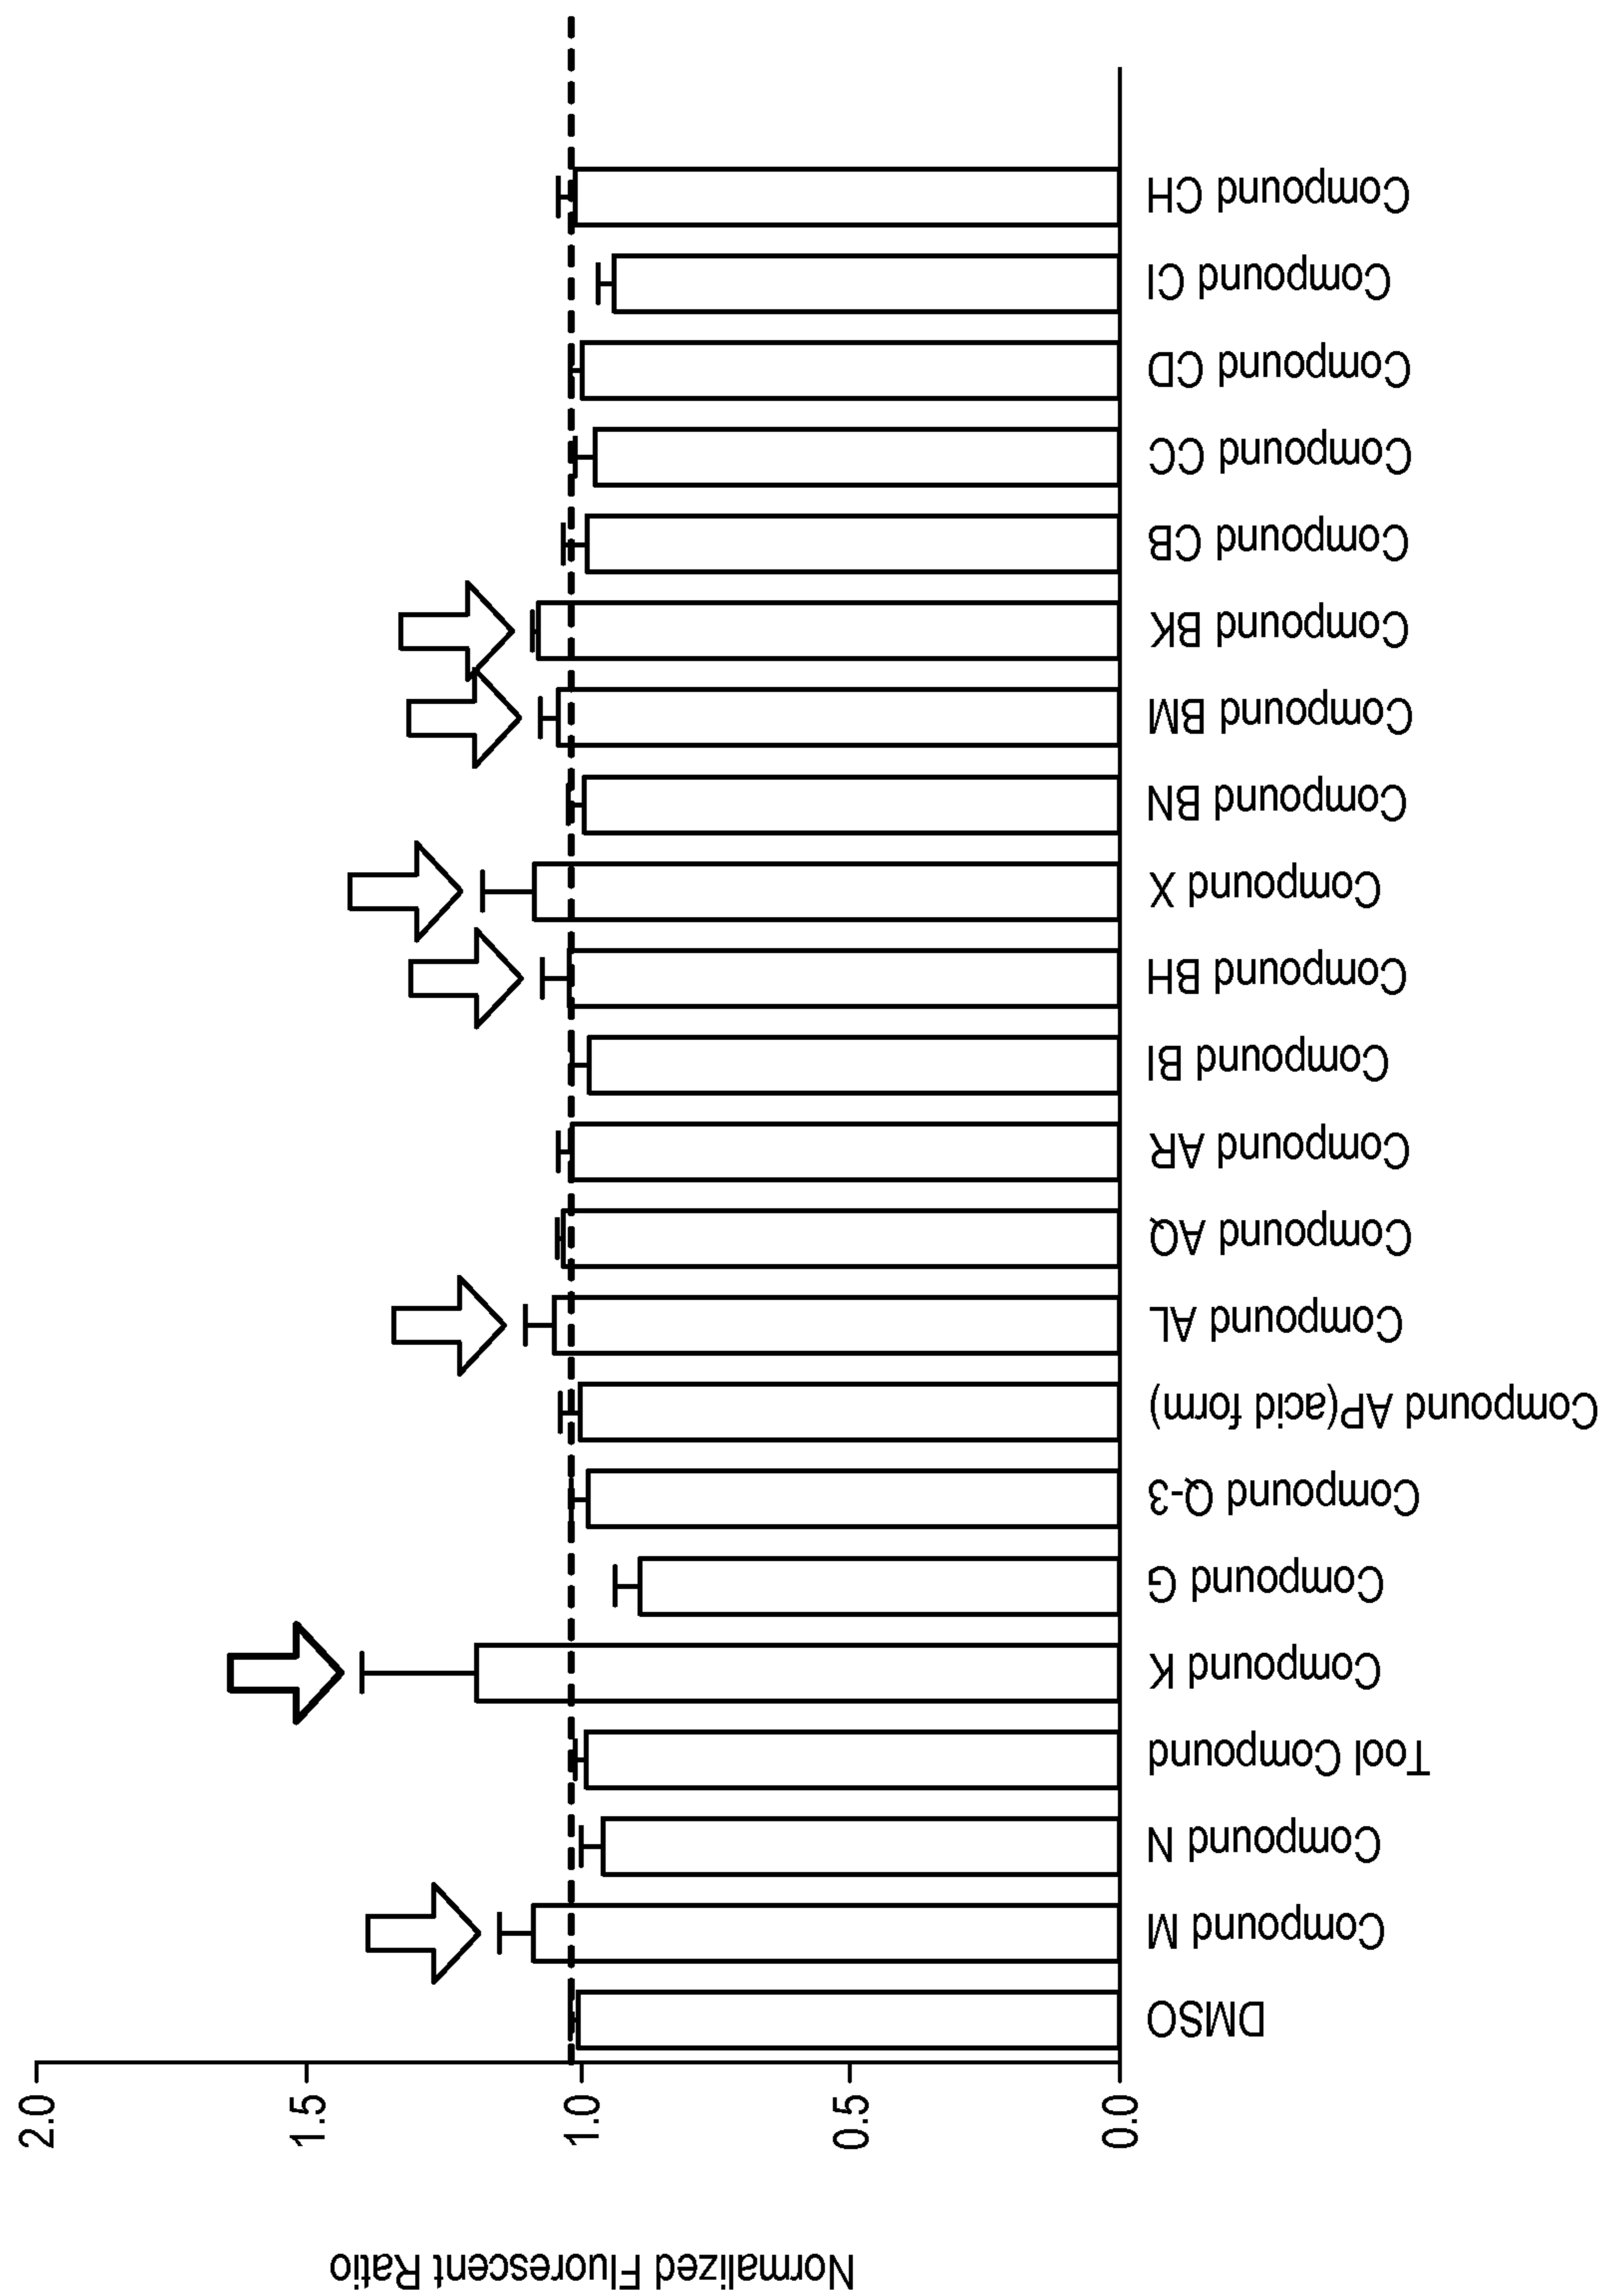 Normalized Fluorescent Ratio
2.0
1.5
1.0
0.5
0.0
DMSO
Compound M
Compound N
Tool Compound
Compound K
Compound G
Compound Q-3
Compound AP(acid form)
Compound AL
Compound AQ
Compound AR
Compound BI
Compound BH
Compound X
Compound BN
Compound BM
Compound BK
Compound CB
Compound CC
Compound CD
Compound CI
Compound CH